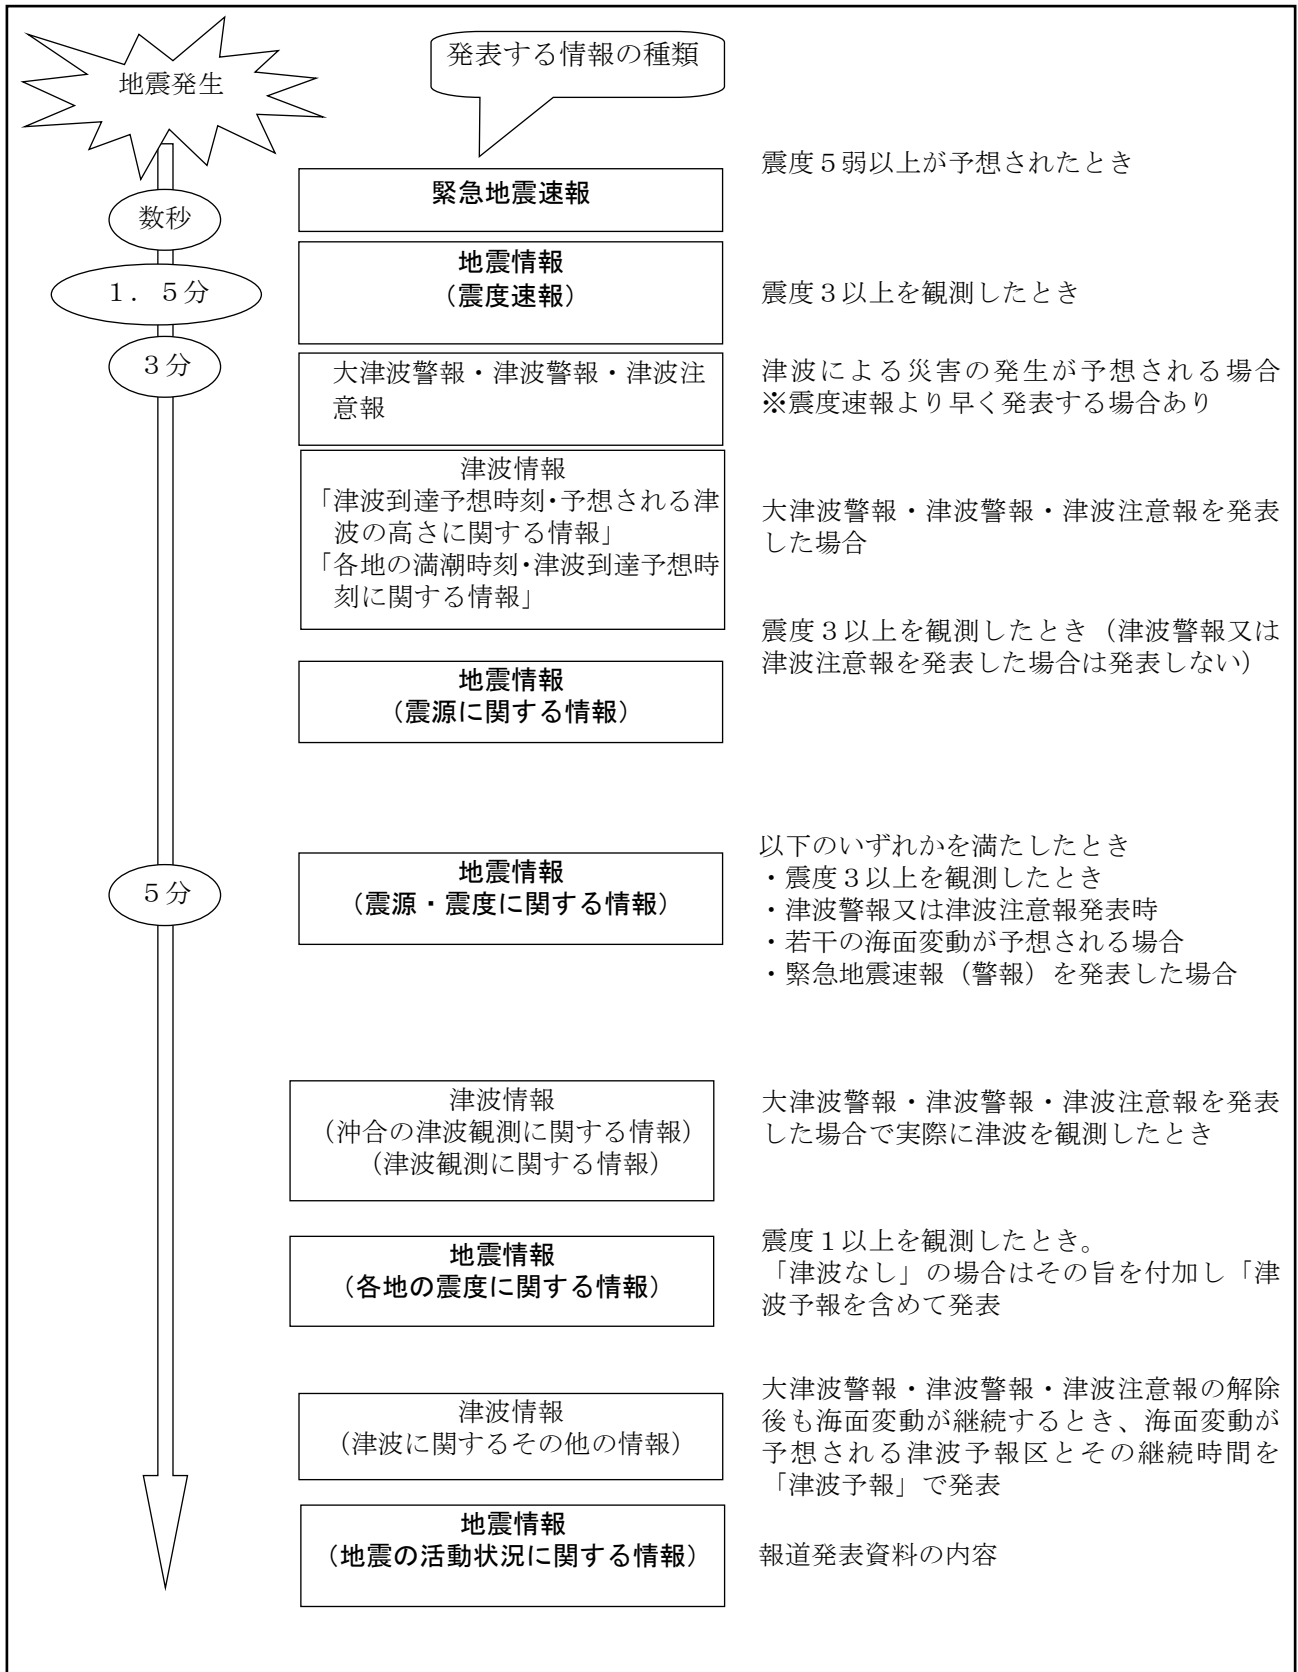 地震発生
発表する情報の種類
数秒
緊急地震速報
震度5弱以上が予想されたとき
1.5分
地震情報
(震度速報)
震度3以上を観測したとき
3分
大津波警報・津波警報・津波注
意報
津波による災害の発生が予想される場合
※震度速報より早く発表する場合あり
津波情報
「津波到達予想時刻・予想される津
波の高さに関する情報」
「各地の満潮時刻・津波到達予想時
刻に関する情報」
大津波警報・津波警報・津波注意報を発表
した場合
地震情報
(震源に関する情報)
震度3以上を観測したとき(津波警報又は
津波注意報を発表した場合は発表しない)
5分
地震情報
(震源・震度に関する情報)
以下のいずれかを満たしたとき
・震度3以上を観測したとき
・津波警報又は津波注意報発表時
・若干の海面変動が予想される場合
・緊急地震速報(警報)を発表した場合
津波情報
(沖合の津波観測に関する情報)
(津波観測に関する情報)
大津波警報・津波警報・津波注意報を発表
した場合で実際に津波を観測したとき
地震情報
(各地の震度に関する情報)
震度1以上を観測したとき。
「津波なし」の場合はその旨を付加し「津
波予報を含めて発表
津波情報
(津波に関するその他の情報)
大津波警報・津波警報・津波注意報の解除
後も海面変動が継続するとき、海面変動が
予想される津波予報区とその継続時間を
「津波予報」で発表
地震情報
(地震の活動状況に関する情報)
報道発表資料の内容